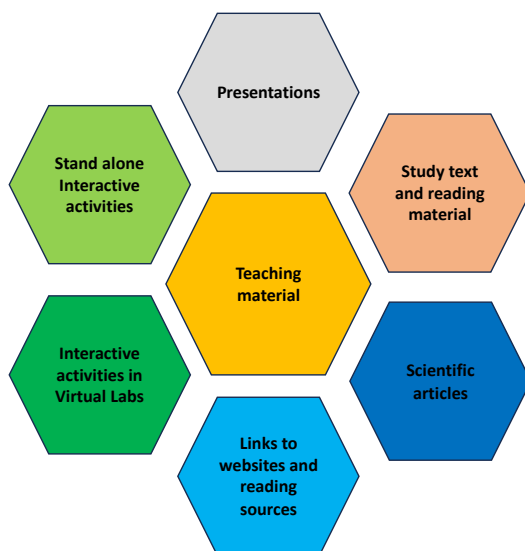 Presentations
Stand alone
Interactive
activities
Study text
and reading
material
Teaching
material
Interactive
activities in
Virtual Labs
Scientific
articles
Links to
websites and
reading
sources